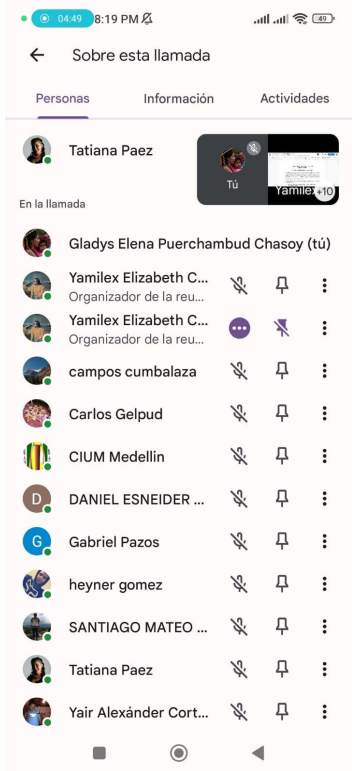 04:49 8:19 PM 49
Sobre esta llamada
Personas Información Actividades
Tatiana Paez
Tú
Yamilex +10
En la llamada
Gladys Elena Puerchambud Chasoy (tú)
Yamilex Elizabeth C...
Organizador de la reu...
Yamilex Elizabeth C...
Organizador de la reu...
campos cumbalaza
Carlos Gelpud
CIUM Medellin
D DANIEL ESNEIDER ...
G Gabriel Pazos
heyner gomez
SANTIAGO MATEO ...
Tatiana Paez
Yair Alexánder Cort...